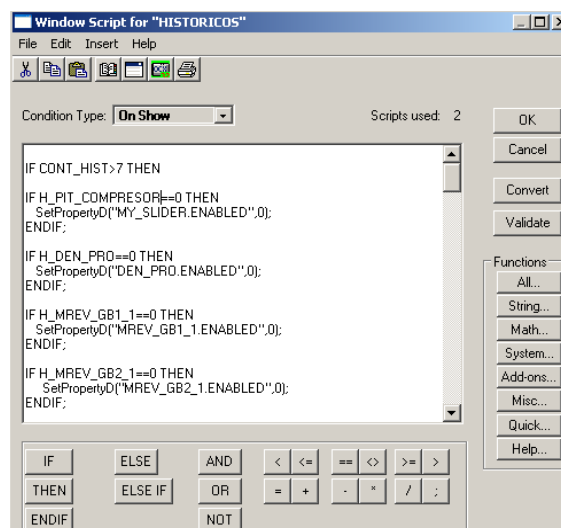 Window Script for "HISTORICOS"
File Edit Insert Help
Condition Type: On Show Scripts used: 2
OK
Cancel
Convert
Validate
IF CONT_HIST>7 THEN
IF H_PIT_COMPRESOR==0 THEN
SetPropertyD("MY_SLIDER.ENABLED",0);
ENDIF;
IF H_DEN_PRO==0 THEN
SetPropertyD("DEN_PRO.ENABLED",0);
ENDIF;
IF H_MREV_GB1_1==0 THEN
SetPropertyD("MREV_GB1_1.ENABLED",0);
ENDIF;
IF H_MREV_GB2_1==0 THEN
SetPropertyD("MREV_GB2_1.ENABLED",0);
ENDIF;
Functions
All...
String...
Math...
System...
Add-ons...
Misc...
Quick...
Help...
IF ELSE AND < <= == <> >= >
THEN ELSE IF OR = + - * / ;
ENDIF NOT